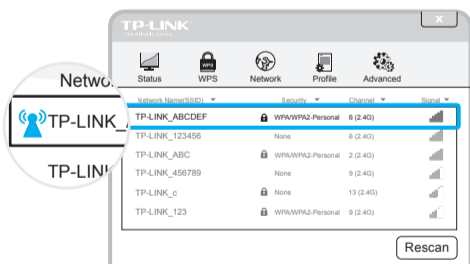 TP-LINK
The Reliable Choice
X
WPS
Status WPS Network Profile Advanced
Network Name(SSID) Security Channel Signal
TP-LINK_ABCDEF WPA/WPA2-Personal 6 (2.4G)
TP-LINK_123456 None 6 (2.4G)
TP-LINK_ABC WPA/WPA2-Personal 2 (2.4G)
TP-LINK_456789 None 9 (2.4G)
TP-LINK_c None 13 (2.4G)
TP-LINK_123 WPA/WPA2-Personal 9 (2.4G)
Rescan
Netwo
TP-LINK_
TP-LIN